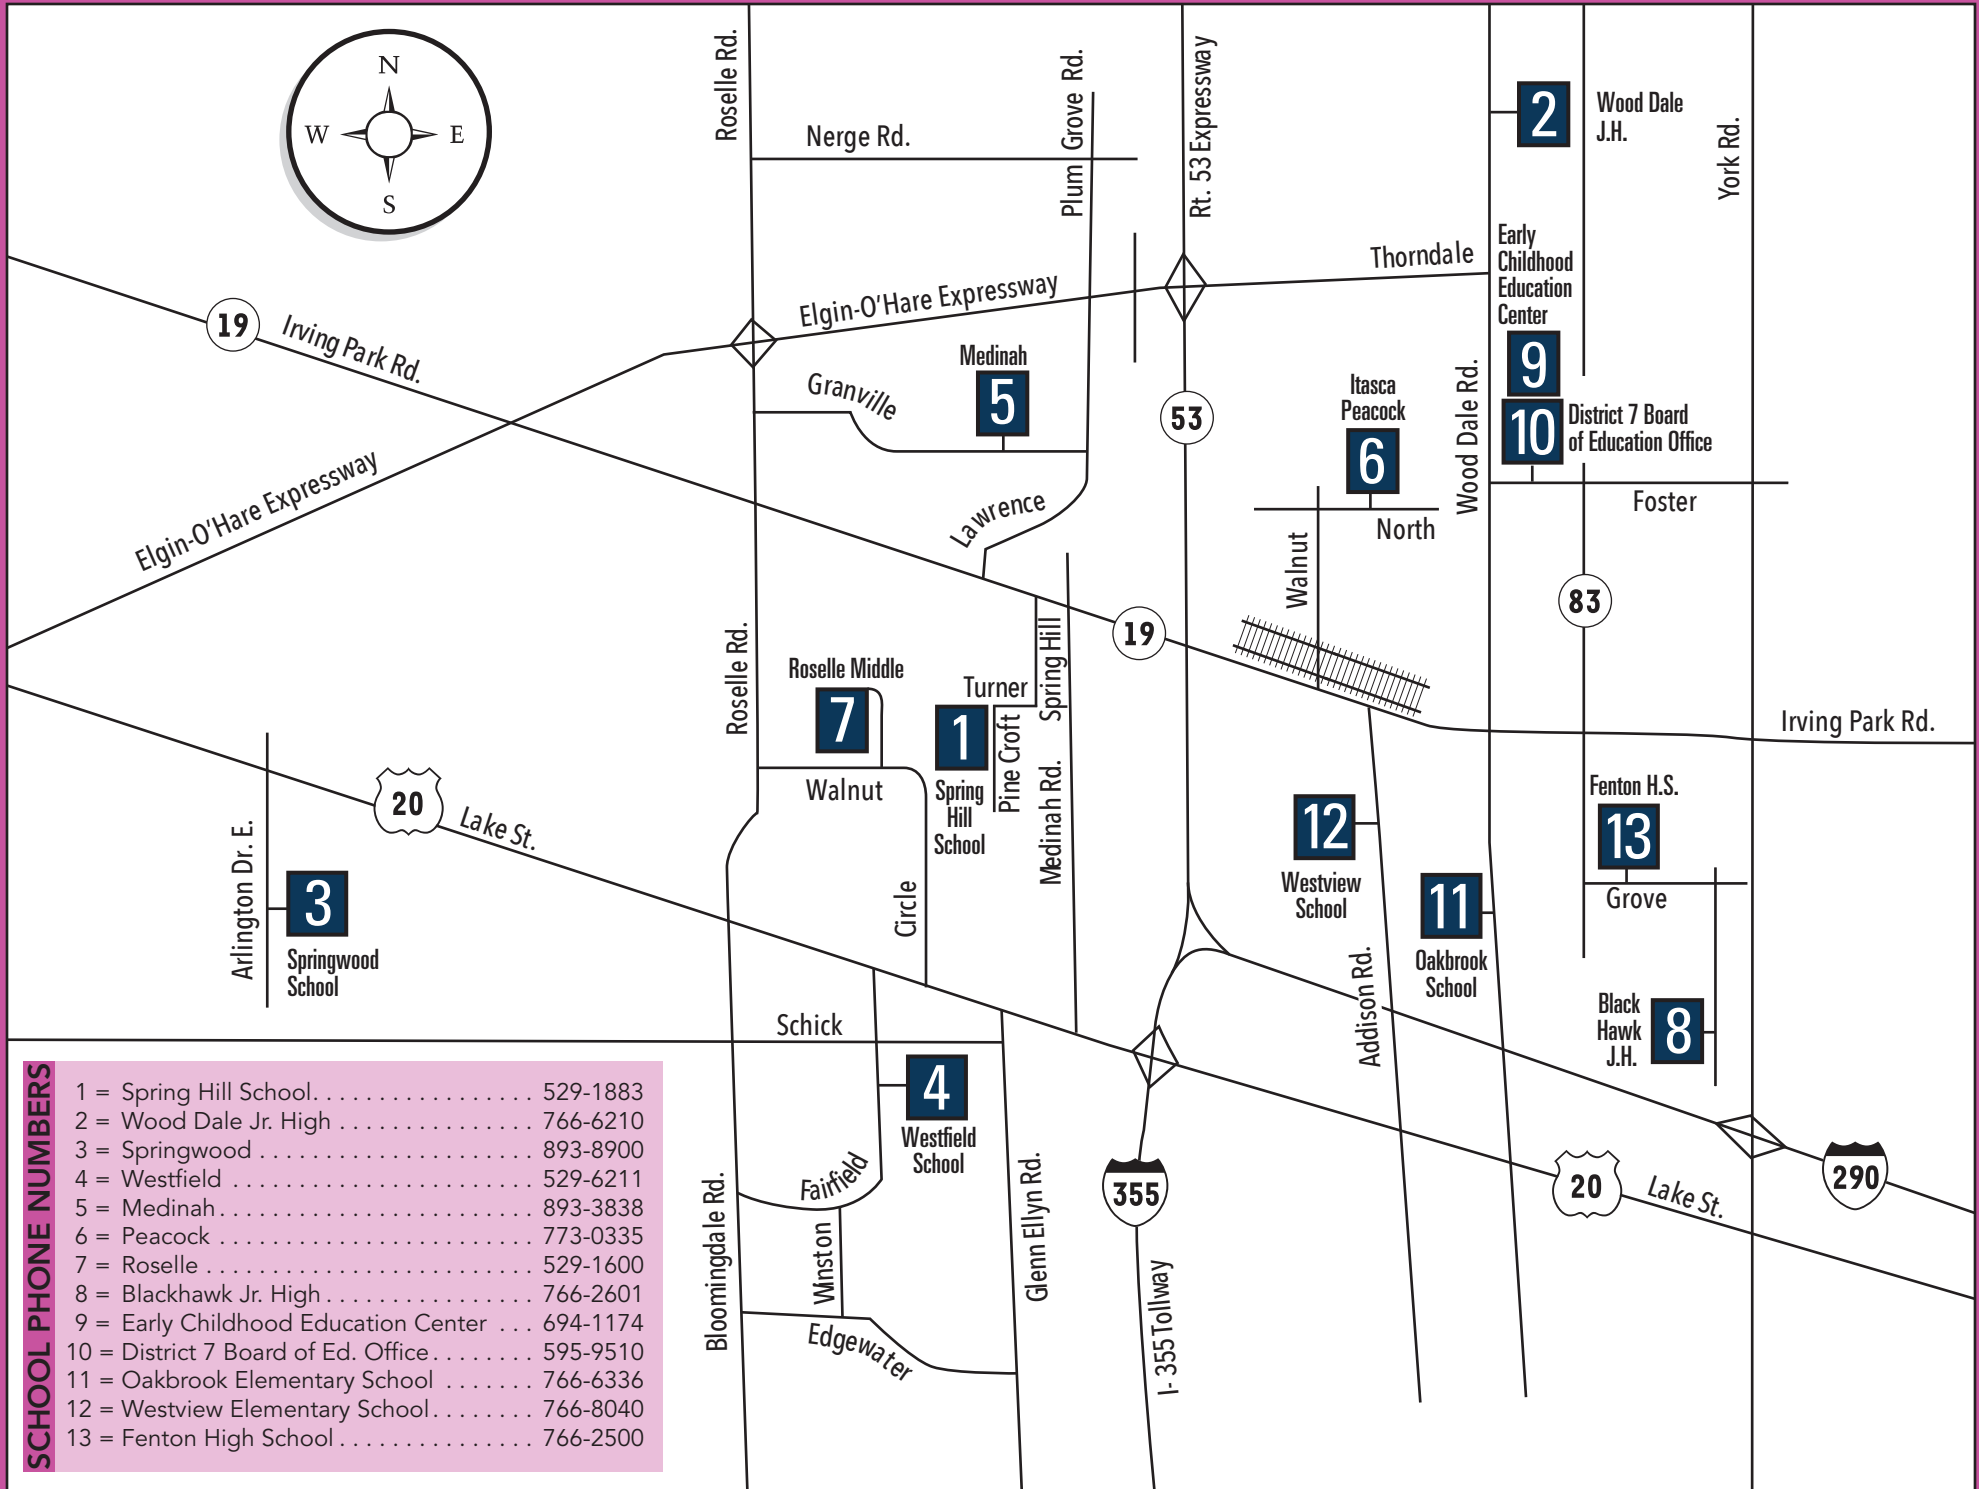 N
W
E
S
Roselle Rd.
Nerge Rd.
Plum Grove Rd.
Rt. 53 Expressway
2
Wood Dale
J.H.
York Rd.
Thorndale
Early
Childhood
Education
Center
9
10
District 7 Board
of Education Office
Wood Dale Rd.
Foster
19
Irving Park Rd.
Elgin-O'Hare Expressway
Elgin-O'Hare Expressway
Granville
Medinah
5
53
Itasca
Peacock
6
North
Walnut
Lawrence
83
19
Roselle Rd.
Roselle Middle
7
Walnut
Circle
Turner
Spring Hill
1
Spring
Hill
School
Pine Croft
Medinah Rd.
Irving Park Rd.
20
Lake St.
Arlington Dr. E.
3
Springwood
School
12
Westview
School
Addison Rd.
11
Oakbrook
School
Fenton H.S.
13
Grove
Black
Hawk
J.H.
8
Schick
4
Westfield
School
Fairfield
Winston
Edgewater
Bloomingdale Rd.
Glenn Ellyn Rd.
355
I-355 Tollway
20
Lake St.
290
SCHOOL PHONE NUMBERS
1 = Spring Hill School. . . . . . . . . . . . . . . . . 529-1883
2 = Wood Dale Jr. High . . . . . . . . . . . . . . . 766-6210
3 = Springwood . . . . . . . . . . . . . . . . . . . . . 893-8900
4 = Westfield . . . . . . . . . . . . . . . . . . . . . . . 529-6211
5 = Medinah . . . . . . . . . . . . . . . . . . . . . . . . 893-3838
6 = Peacock . . . . . . . . . . . . . . . . . . . . . . . . 773-0335
7 = Roselle . . . . . . . . . . . . . . . . . . . . . . . . . 529-1600
8 = Blackhawk Jr. High . . . . . . . . . . . . . . . . 766-2601
9 = Early Childhood Education Center . . . 694-1174
10 = District 7 Board of Ed. Office . . . . . . . . 595-9510
11 = Oakbrook Elementary School . . . . . . . 766-6336
12 = Westview Elementary School . . . . . . . . 766-8040
13 = Fenton High School . . . . . . . . . . . . . . . 766-2500